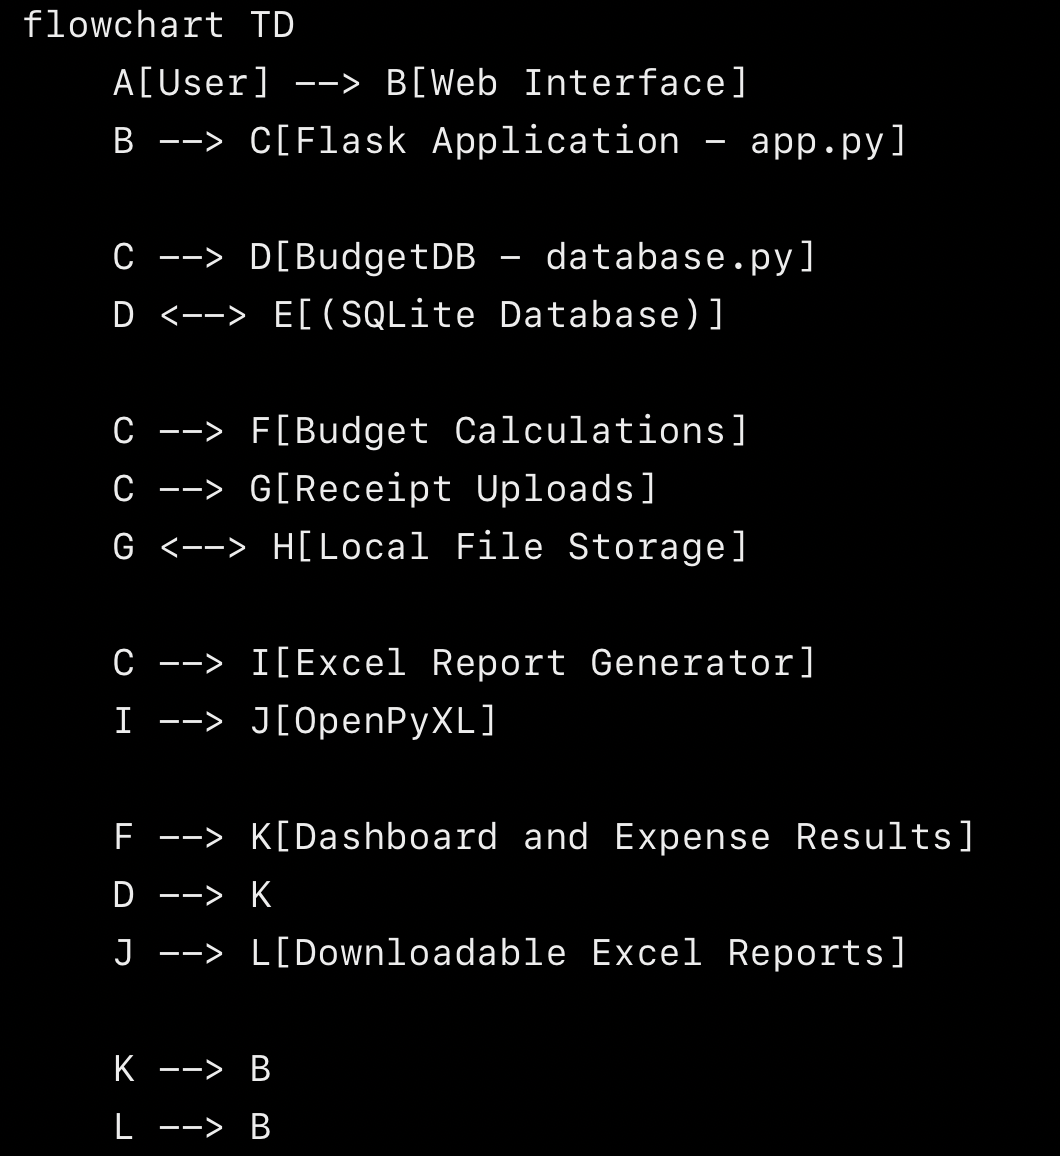 flowchart TD
    A[User] --> B[Web Interface]
    B --> C[Flask Application - app.py]

    C --> D[BudgetDB - database.py]
    D <--> E[(SQLite Database)]

    C --> F[Budget Calculations]
    C --> G[Receipt Uploads]
    G <--> H[Local File Storage]

    C --> I[Excel Report Generator]
    I --> J[OpenPyXL]

    F --> K[Dashboard and Expense Results]
    D --> K
    J --> L[Downloadable Excel Reports]

    K --> B
    L --> B